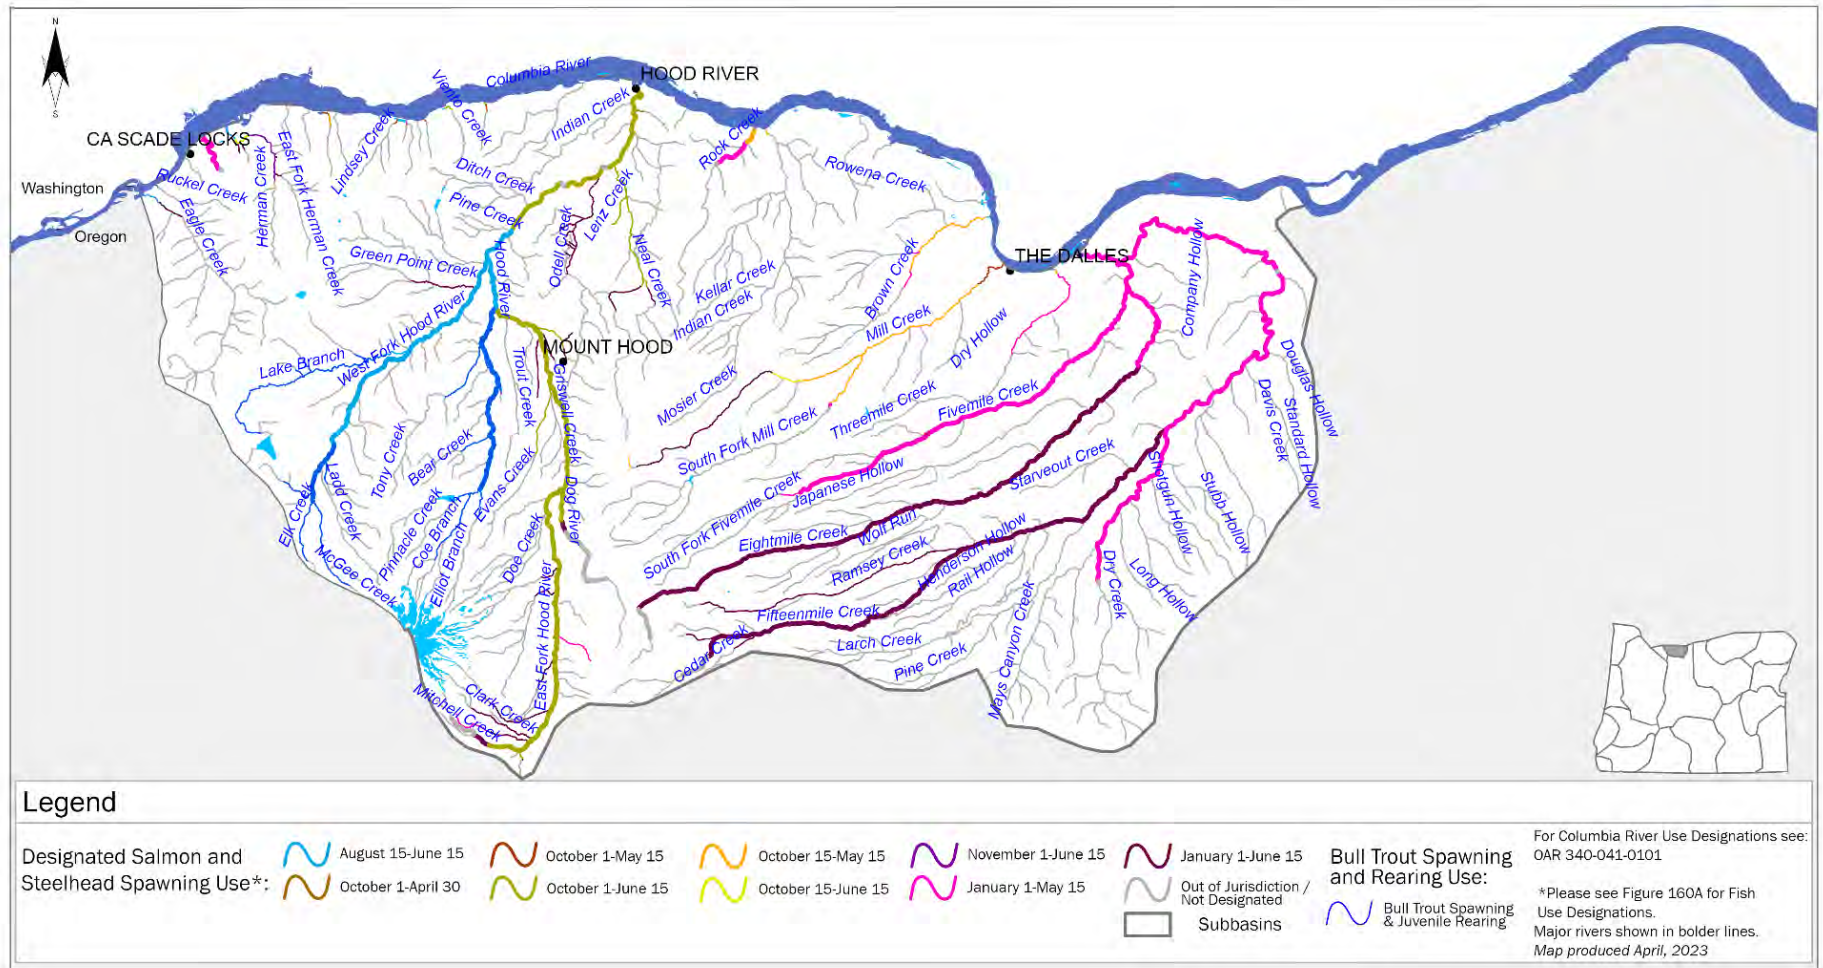 N
S
Columbia River
HOOD RIVER
Viento Creek
Indian Creek
CA SCADE LOCKS
Rock Creek
Lindsey Creek
East Fork Herman Creek
Herman Creek
Ruckel Creek
Washington
Oregon
Eagle Creek
Ditch Creek
Pine Creek
Lenz Creek
Odell Creek
Neal Creek
Rowena Creek
Green Point Creek
Hood River
Kellar Creek
Indian Creek
Brown Creek
THE DALLES
Company Hollow
Mill Creek
Dry Hollow
West Fork Hood River
Lake Branch
MOUNT HOOD
Trout Creek
Griswell Creek
Mosier Creek
Threemile Creek
Fivemile Creek
Douglas Hollow
Davis Creek
Standard Hollow
South Fork Mill Creek
Tony Creek
Bear Creek
Evans Creek
Ladd Creek
Elk Creek
McGee Creek
Pinnacle Creek
Coe Branch
Elliot Branch
Doe Creek
Dog River
East Fork Hood River
South Fork Fivemile Creek
Japanese Hollow
Starveout Creek
Shotgun Hollow
Stubb Hollow
Eightmile Creek
Wolf Run
Ramsey Creek
Henderson Hollow
Rail Hollow
Dry Creek
Long Hollow
Fifteenmile Creek
Cedar Creek
Larch Creek
Pine Creek
Mays Canyon Creek
Clark Creek
Mitchell Creek
Legend
Designated Salmon and
Steelhead Spawning Use*:
August 15-June 15
October 1-April 30
October 1-May 15
October 1-June 15
October 15-May 15
October 15-June 15
November 1-June 15
January 1-May 15
January 1-June 15
Out of Jurisdiction /
Not Designated
Subbasins
Bull Trout Spawning
and Rearing Use:
Bull Trout Spawning
& Juvenile Rearing
For Columbia River Use Designations see:
OAR 340-041-0101
*Please see Figure 160A for Fish
Use Designations.
Major rivers shown in bolder lines.
Map produced April, 2023